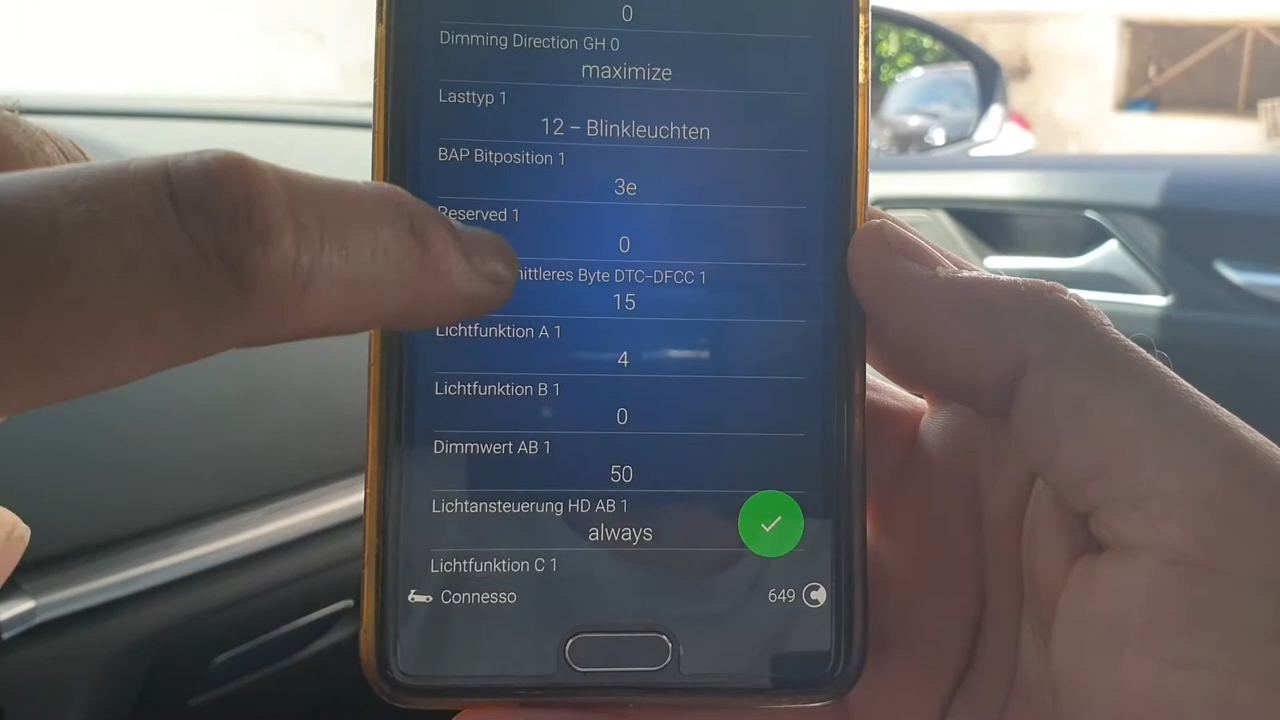 0
Dimming Direction GH 0
maximize
Lasttyp 1
12 – Blinkleuchten
BAP Bitposition 1
3e
Reserved 1
0
Byte DTC–DFCC 1
15
Lichtfunktion A 1
4
Lichtfunktion B 1
0
Dimmwert AB 1
50
Lichtansteuerung HD AB 1
always
Lichtfunktion C 1
Connesso 649